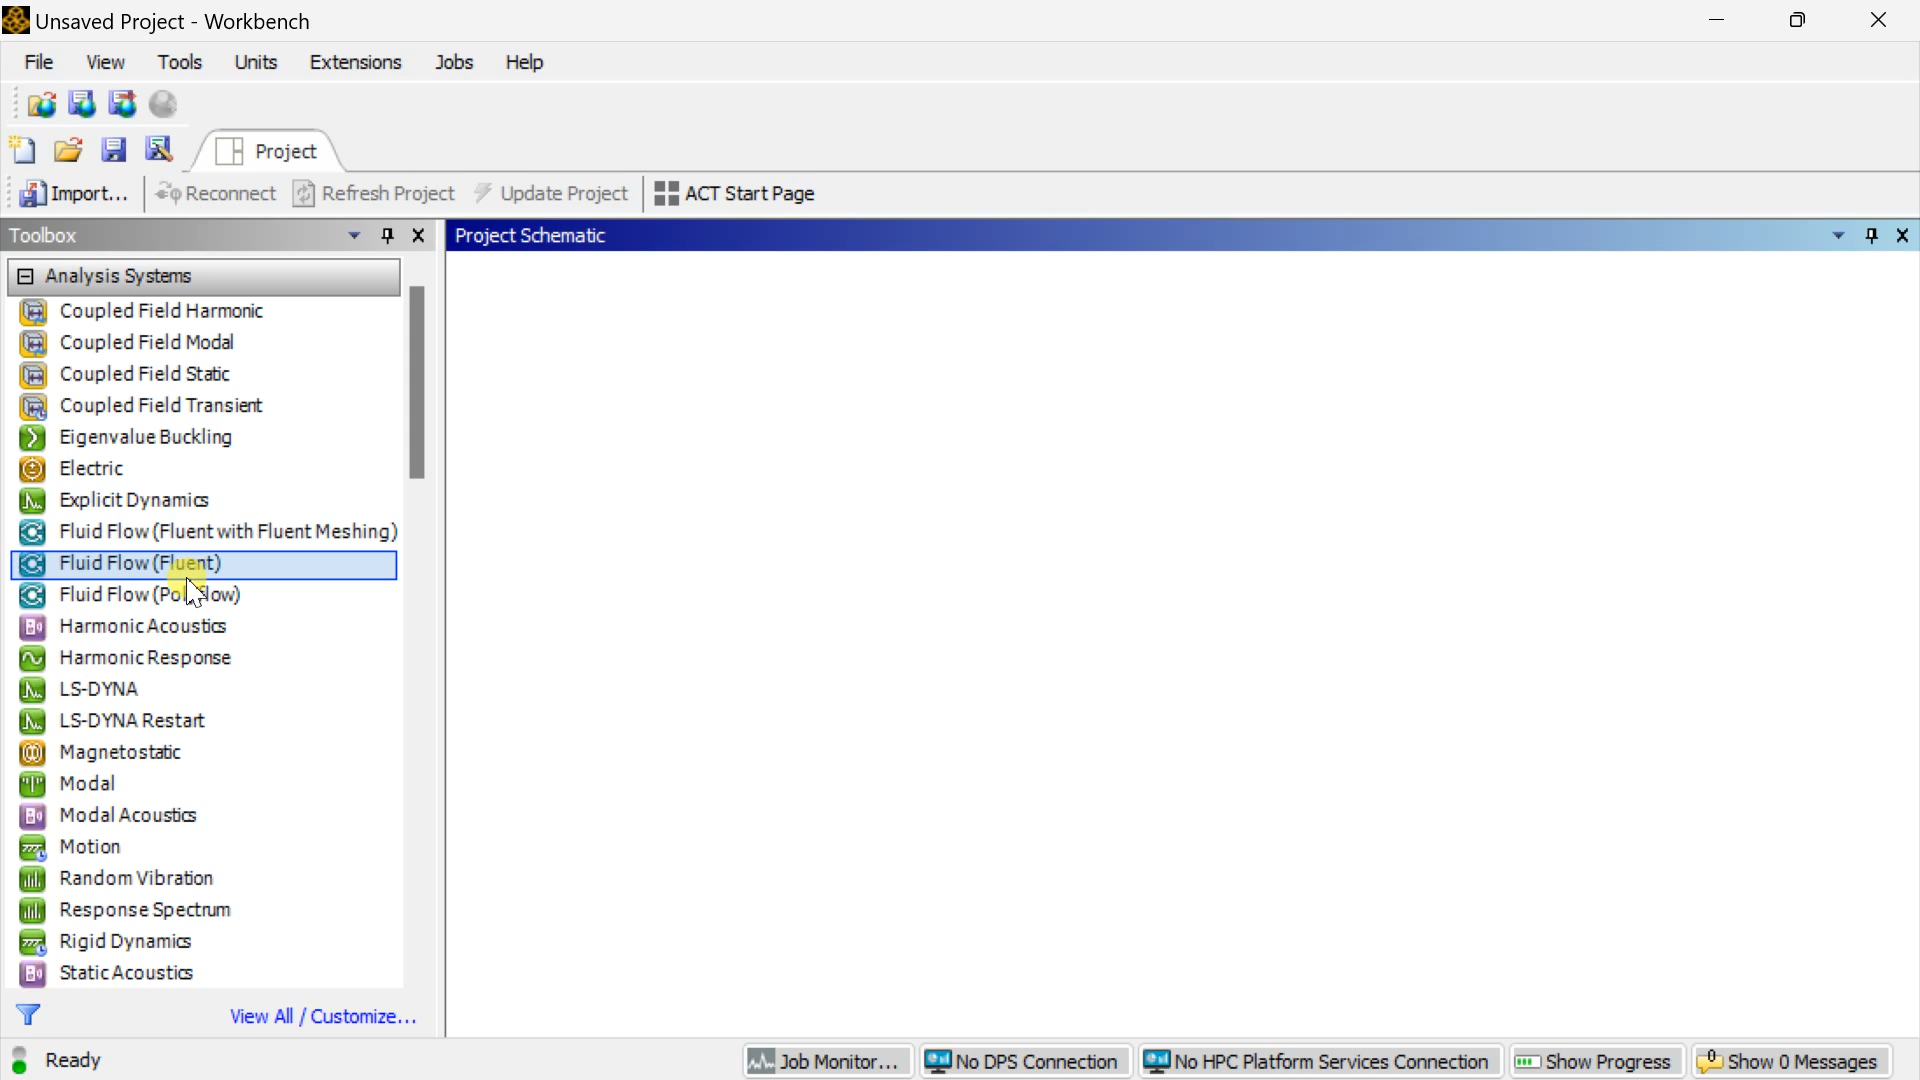 Unsaved Project - Workbench
File View Tools Units Extensions Jobs Help
Project
Import... Reconnect Refresh Project Update Project ACT Start Page
Toolbox
Project Schematic
Analysis Systems
Coupled Field Harmonic
Coupled Field Modal
Coupled Field Static
Coupled Field Transient
Eigenvalue Buckling
Electric
Explicit Dynamics
Fluid Flow (Fluent with Fluent Meshing)
Fluid Flow (Fluent)
Fluid Flow
Harmonic Acoustics
Harmonic Response
LS-DYNA
LS-DYNA Restart
Magnetostatic
Modal
Modal Acoustics
Motion
Random Vibration
Response Spectrum
Rigid Dynamics
Static Acoustics
View All / Customize...
Ready
Job Monitor... No DPS Connection No HPC Platform Services Connection Show Progress 0 Show 0 Messages